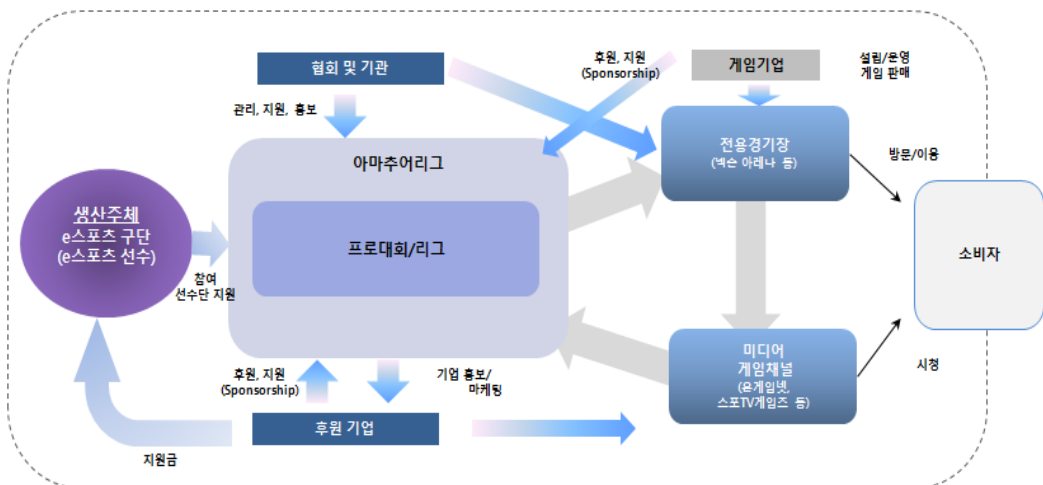 협회 및 기관
후원, 지원
(Sponsorship)
게임기업
설립/운영
게임 판매
관리, 지원, 홍보
전용경기장
(넥슨 아레나 등)
방문/이용
아마추어리그
생산주체
e스포츠 구단
(e스포츠 선수)
프로대회/리그
소비자
참여
선수단 지원
미디어
게임채널
(온게임넷,
스포TV게임즈 등)
시청
후원, 지원
(Sponsorship)
기업 홍보/
마케팅
후원 기업
지원금